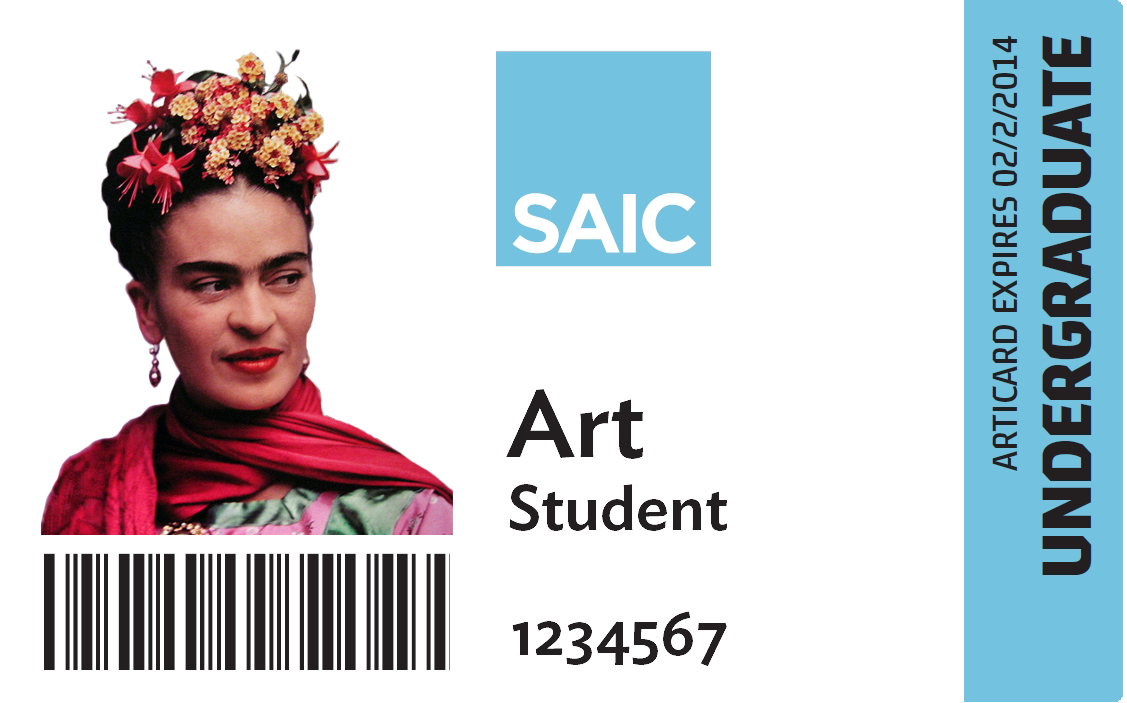 SAIC
Art
Student
1234567
ARTICARD EXPIRES 02/2/2014
UNDERGRADUATE